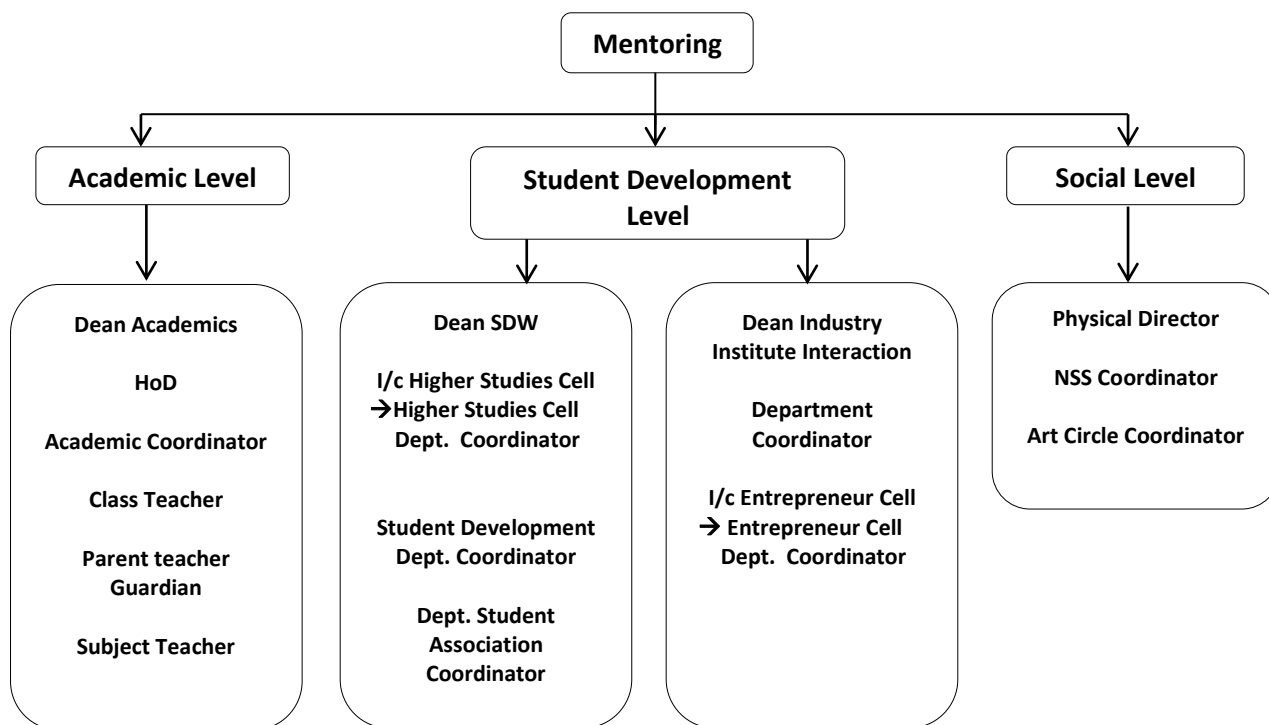 Mentoring
Academic Level
Student Development
Level
Social Level
Dean Academics
HoD
Academic Coordinator
Class Teacher
Parent teacher
Guardian
Subject Teacher
Dean SDW
I/c Higher Studies Cell
→Higher Studies Cell
Dept. Coordinator
Student Development
Dept. Coordinator
Dept. Student
Association
Coordinator
Dean Industry
Institute Interaction
Department
Coordinator
I/c Entrepreneur Cell
→ Entrepreneur Cell
Dept. Coordinator
Physical Director
NSS Coordinator
Art Circle Coordinator